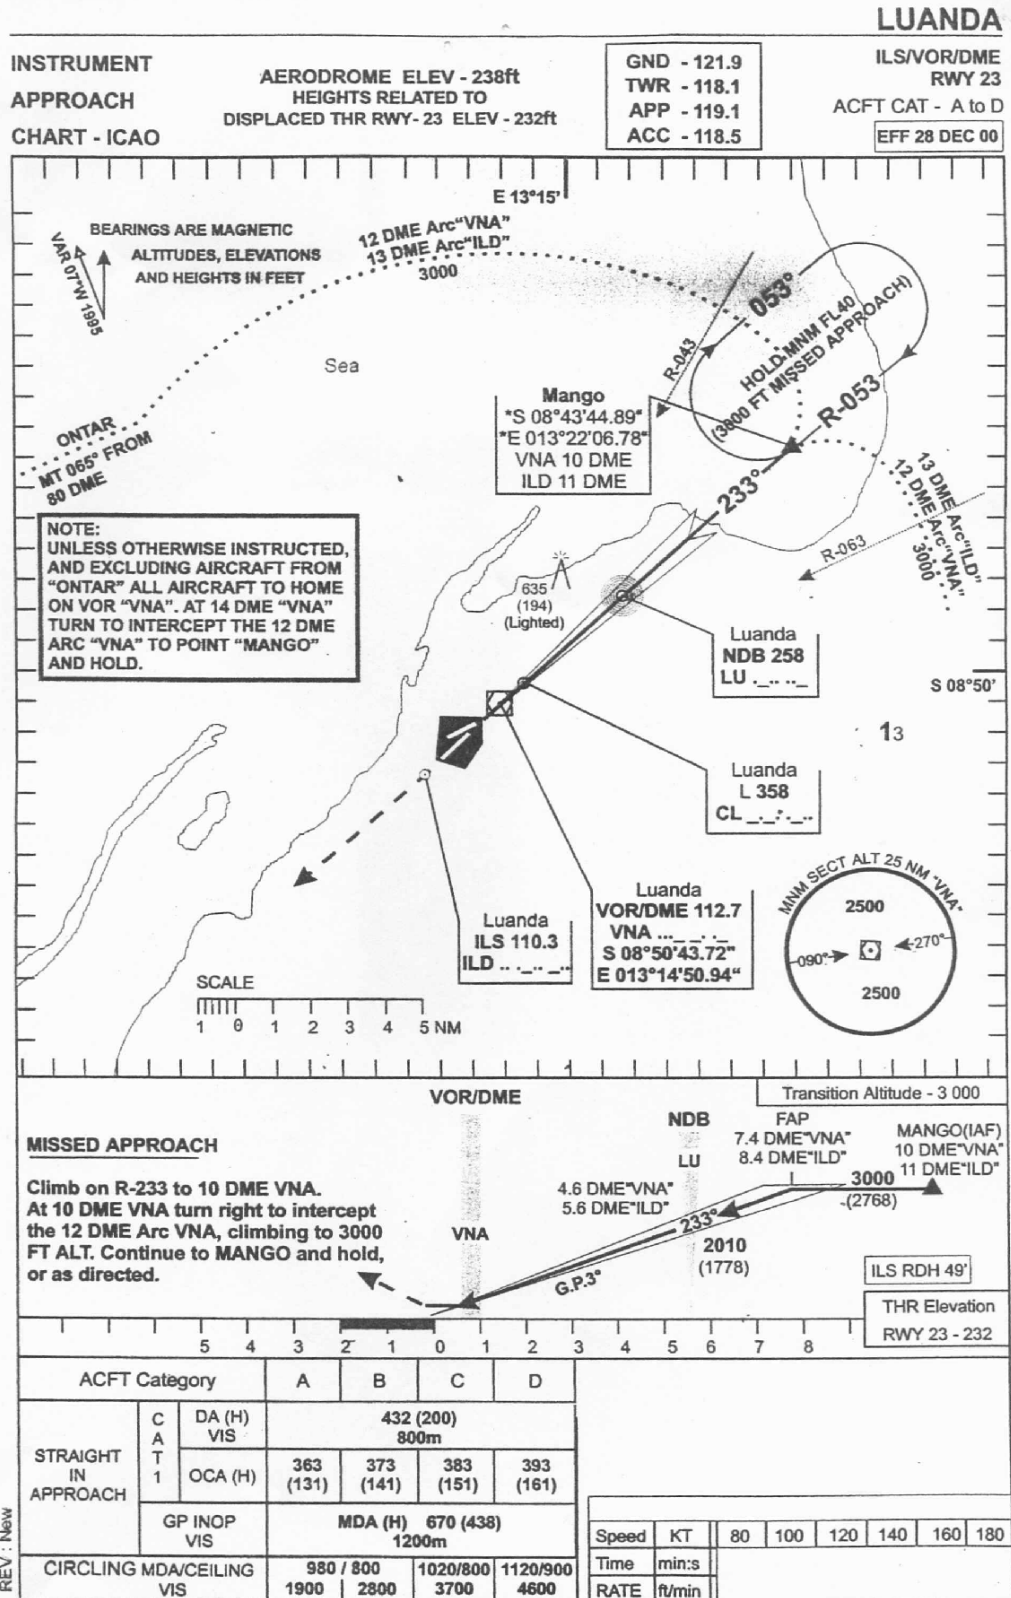 LUANDA
INSTRUMENT
APPROACH
CHART - ICAO
AERODROME ELEV - 238ft
HEIGHTS RELATED TO
DISPLACED THR RWY- 23 ELEV - 232ft
GND - 121.9
TWR - 118.1
APP - 119.1
ACC - 118.5
ILS/VOR/DME
RWY 23
ACFT CAT - A to D
EFF 28 DEC 00
E 13°15'
VAR 07°W 1995
BEARINGS ARE MAGNETIC
ALTITUDES, ELEVATIONS
AND HEIGHTS IN FEET
12 DME Arc"VNA"
13 DME Arc"ILD"
3000
Sea
053°
HOLD-MNM FL40
(3000 FT MISSED APPROACH)
R-043
R-053
Mango
*S 08°43'44.89"
*E 013°22'06.78"
VNA 10 DME
ILD 11 DME
233°
ONTAR
MT 065° FROM
80 DME
13 DME Arc"ILD"
12 DME Arc"VNA"
3000
R-063
NOTE:
UNLESS OTHERWISE INSTRUCTED,
AND EXCLUDING AIRCRAFT FROM
"ONTAR" ALL AIRCRAFT TO HOME
ON VOR "VNA". AT 14 DME "VNA"
TURN TO INTERCEPT THE 12 DME
ARC "VNA" TO POINT "MANGO"
AND HOLD.
635
(194)
(Lighted)
Luanda
NDB 258
LU ._.. .._
S 08°50'
13
Luanda
L 358
CL _._. ._..
Luanda
ILS 110.3
ILD .. ._.. _..
Luanda
VOR/DME 112.7
VNA ..._ _. ._
S 08°50'43.72"
E 013°14'50.94"
MNM SECT ALT 25 NM "VNA"
2500
090°
270°
2500
SCALE
1 0 1 2 3 4 5 NM
VOR/DME
Transition Altitude - 3 000
MISSED APPROACH
Climb on R-233 to 10 DME VNA.
At 10 DME VNA turn right to intercept
the 12 DME Arc VNA, climbing to 3000
FT ALT. Continue to MANGO and hold,
or as directed.
VNA
NDB
LU
FAP
7.4 DME"VNA"
8.4 DME"ILD"
MANGO(IAF)
10 DME"VNA"
11 DME"ILD"
4.6 DME"VNA"
5.6 DME"ILD"
3000
(2768)
233°
2010
(1778)
G.P.3°
ILS RDH 49'
THR Elevation
RWY 23 - 232
5 4 3 2 1 0 1 2 3 4 5 6 7 8
ACFT Category A B C D
STRAIGHT
IN
APPROACH
CAT 1
DA (H)
VIS
432 (200)
800m
OCA (H)
363 373 383 393
(131) (141) (151) (161)
GP INOP
VIS
MDA (H) 670 (438)
1200m
CIRCLING MDA/CEILING
VIS
980 / 800 1020/800 1120/900
1900 2800 3700 4600
Speed KT 80 100 120 140 160 180
Time min:s
RATE ft/min
REV : New